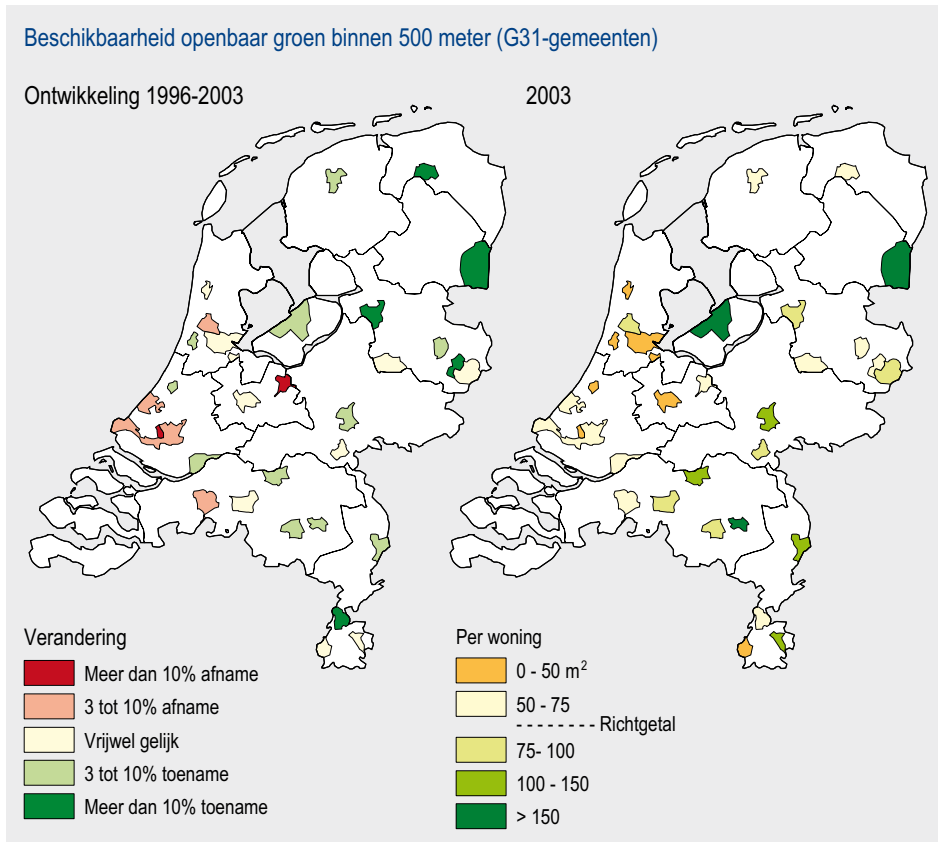 Beschikbaarheid openbaar groen binnen 500 meter (G31-gemeenten)
Ontwikkeling 1996-2003
2003
Verandering
Meer dan 10% afname
3 tot 10% afname
Vrijwel gelijk
3 tot 10% toename
Meer dan 10% toename
Per woning
0 - 50 m²
50 - 75
- - - - - - - - Richtgetal
75- 100
100 - 150
> 150